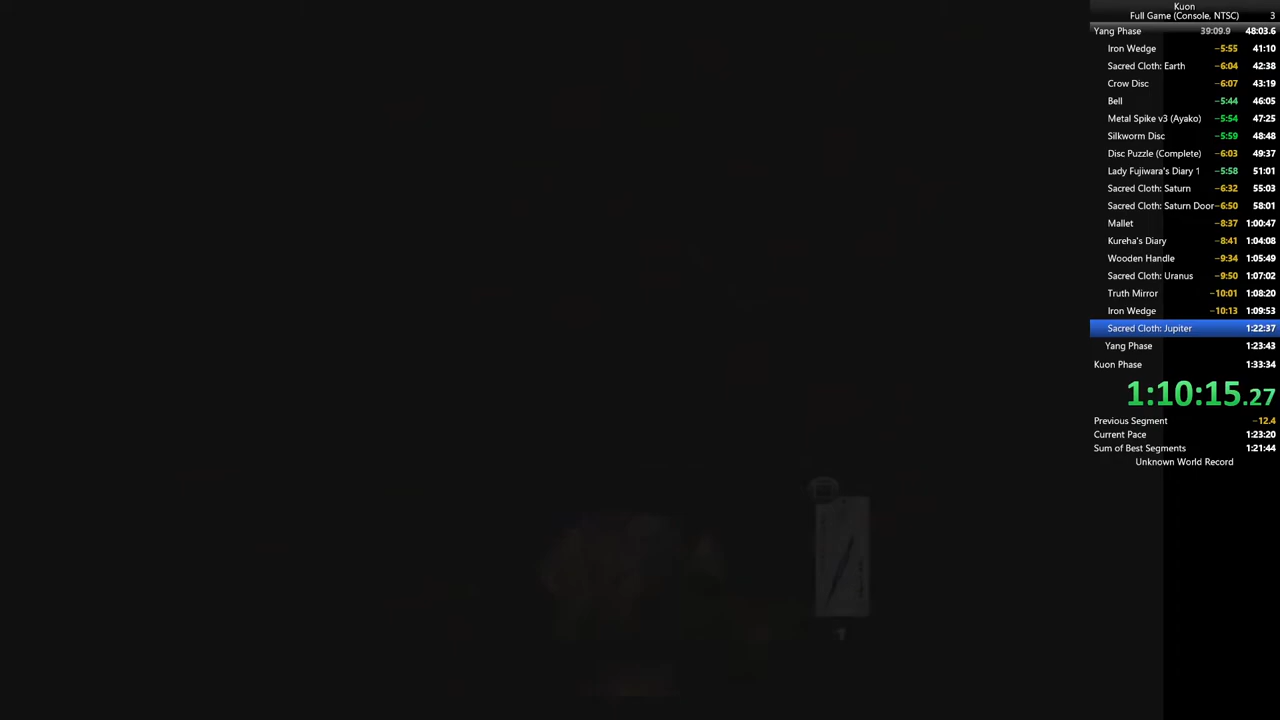 Kuon
Full Game (Console, NTSC) 3
Yang Phase 39:09.9 48:03.6
Iron Wedge −5:55 41:10
Sacred Cloth: Earth −6:04 42:38
Crow Disc −6:07 43:19
Bell −5:44 46:05
Metal Spike v3 (Ayako) −5:54 47:25
Silkworm Disc −5:59 48:48
Disc Puzzle (Complete) −6:03 49:37
Lady Fujiwara's Diary 1 −5:58 51:01
Sacred Cloth: Saturn −6:32 55:03
Sacred Cloth: Saturn Door −6:50 58:01
Mallet −8:37 1:00:47
Kureha's Diary −8:41 1:04:08
Wooden Handle −9:34 1:05:49
Sacred Cloth: Uranus −9:50 1:07:02
Truth Mirror −10:01 1:08:20
Iron Wedge −10:13 1:09:53
Sacred Cloth: Jupiter 1:22:37
Yang Phase 1:23:43
Kuon Phase 1:33:34
1:10:15.27
Previous Segment −12.4
Current Pace 1:23:20
Sum of Best Segments 1:21:44
Unknown World Record